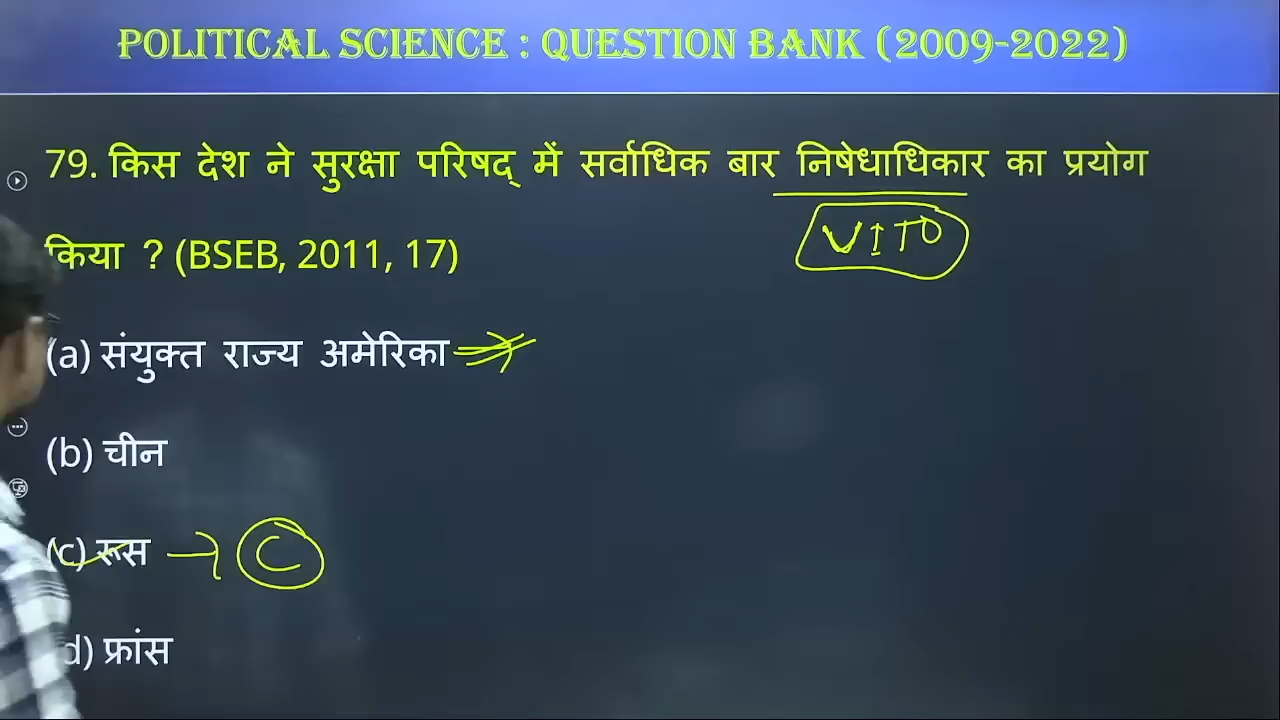 POLITICAL SCIENCE : QUESTION BANK (2009-2022)
79. किस देश ने सुरक्षा परिषद् में सर्वाधिक बार निषेधाधिकार का प्रयोग
VITO
किया ? (BSEB, 2011, 17)
(a) संयुक्त राज्य अमेरिका
(b) चीन
(c) रूस → C
d) फ्रांस